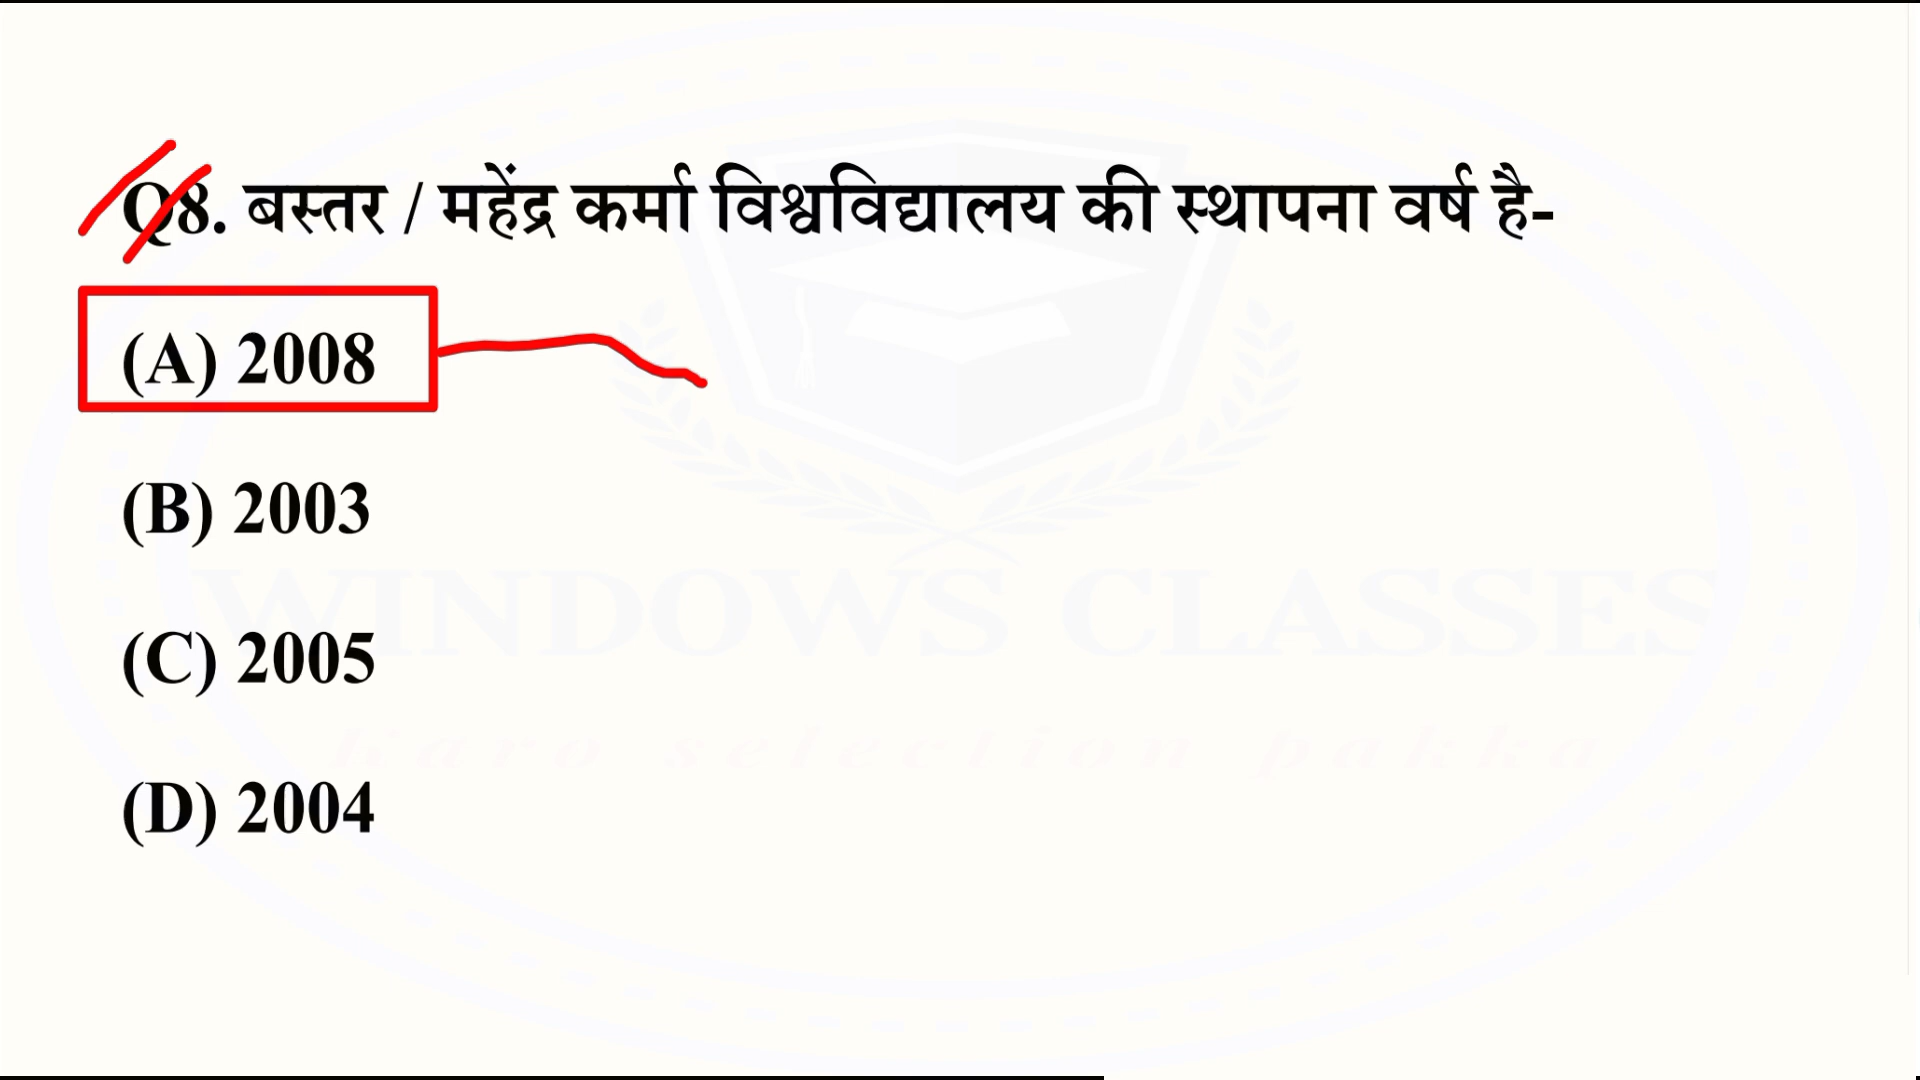 Q8. बस्तर / महेंद्र कर्मा विश्वविद्यालय की स्थापना वर्ष है-
(A) 2008
(B) 2003
WINDOWS CLASSES
(C) 2005
Karo selection pakka
(D) 2004